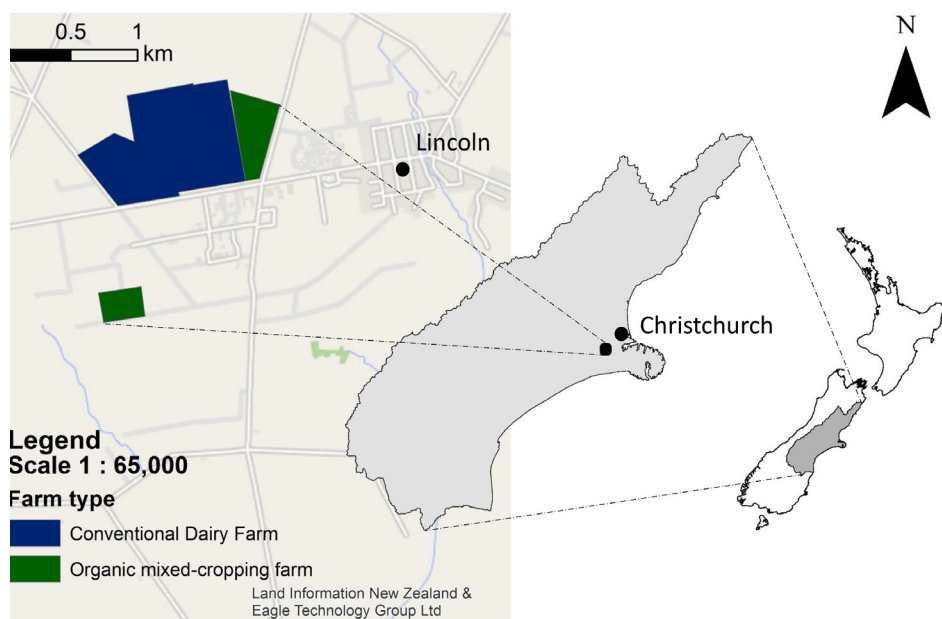 0.5 1
km
N
Lincoln
Christchurch
Legend
Scale 1 : 65,000
Farm type
Conventional Dairy Farm
Organic mixed-cropping farm
Land Information New Zealand &
Eagle Technology Group Ltd